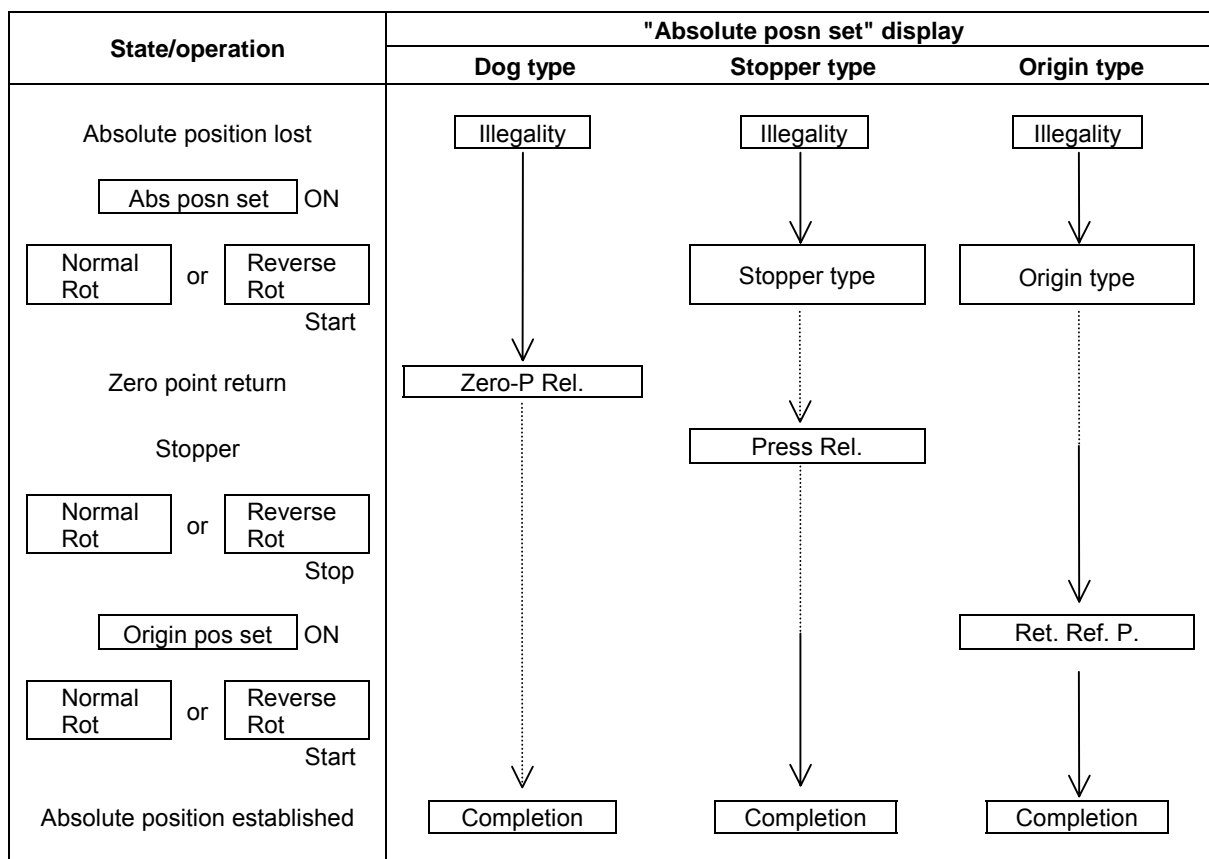 State/operation
"Absolute posn set" display
Dog type
Stopper type
Origin type
Absolute position lost
Illegality
Illegality
Illegality
Abs posn set
ON
Normal
Rot
or
Reverse
Rot
Start
Stopper type
Origin type
Zero point return
Zero-P Rel.
Stopper
Press Rel.
Normal
Rot
or
Reverse
Rot
Stop
Origin pos set
ON
Ret. Ref. P.
Normal
Rot
or
Reverse
Rot
Start
Absolute position established
Completion
Completion
Completion